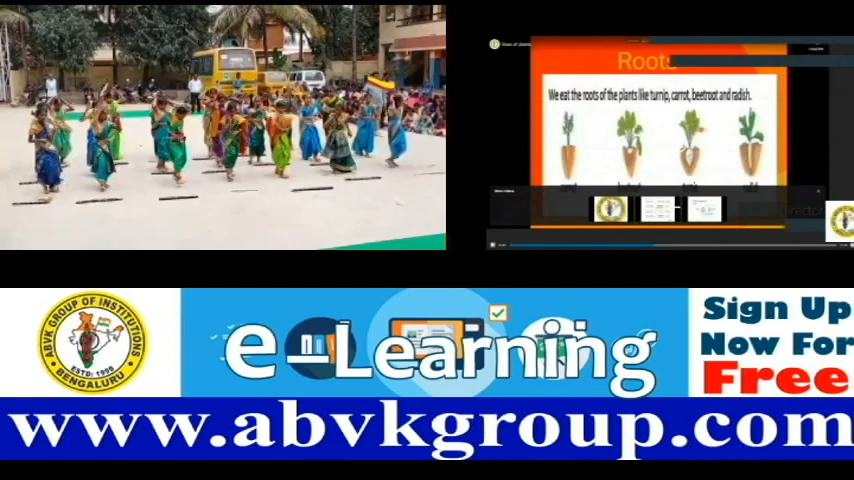 Roots
We eat the roots of the plants like turnip, carrot, beetroot and radish.
ABVK GROUP OF INSTITUTIONS
ESTD: 1998
BENGALURU
e-Learning
Sign Up
Now For
Free
www.abvkgroup.com